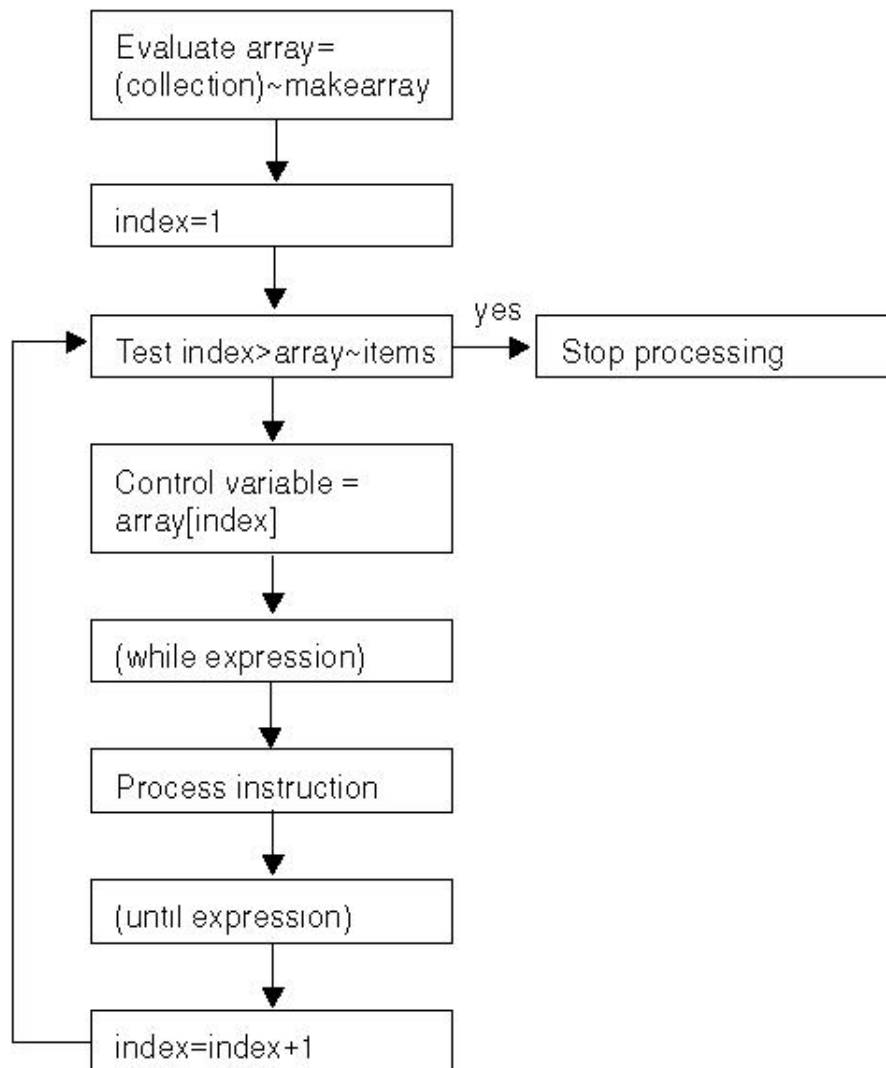 Evaluate array=
(collection)~makearray
index=1
Test index>array~items
yes
Stop processing
Control variable =
array[index]
(while expression)
Process instruction
(until expression)
index=index+1